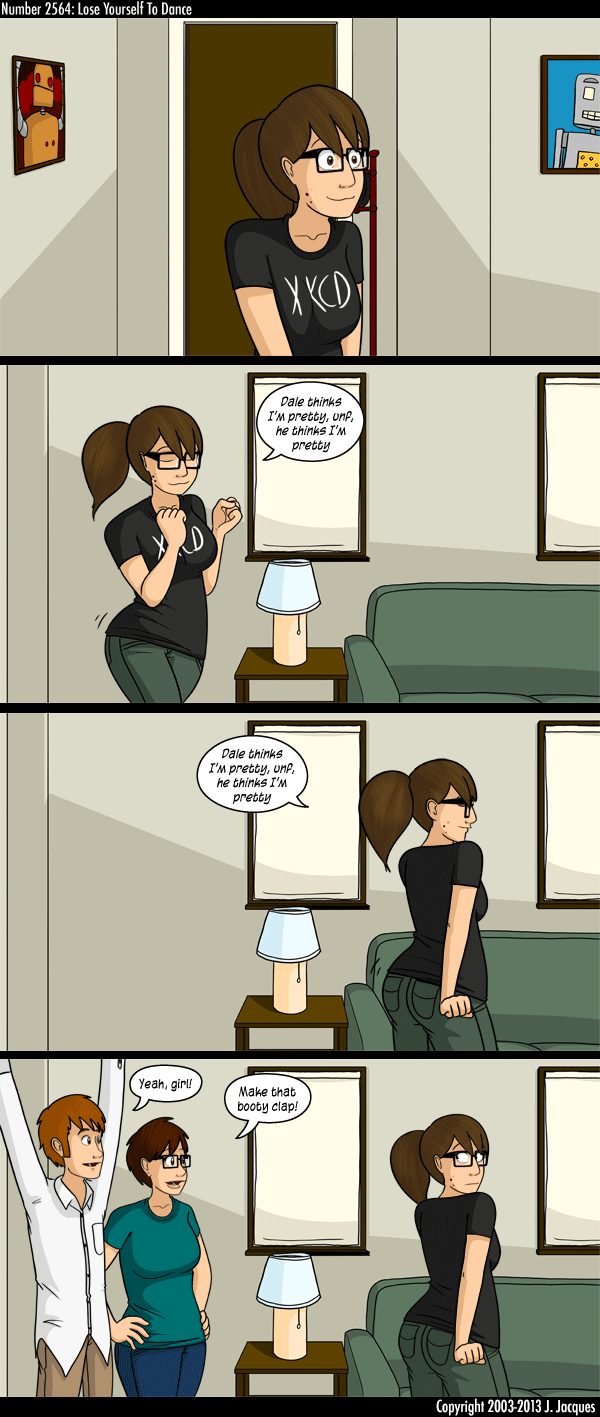 Number 2564: Lose Yourself To Dance
XKCD
Dale thinks
I'm pretty, unf,
he thinks I'm
pretty
KCD
Dale thinks
I'm pretty, unf,
he thinks I'm
pretty
Yeah, girl!
Make that
booty clap!
Copyright 2003-2013 J. Jacques